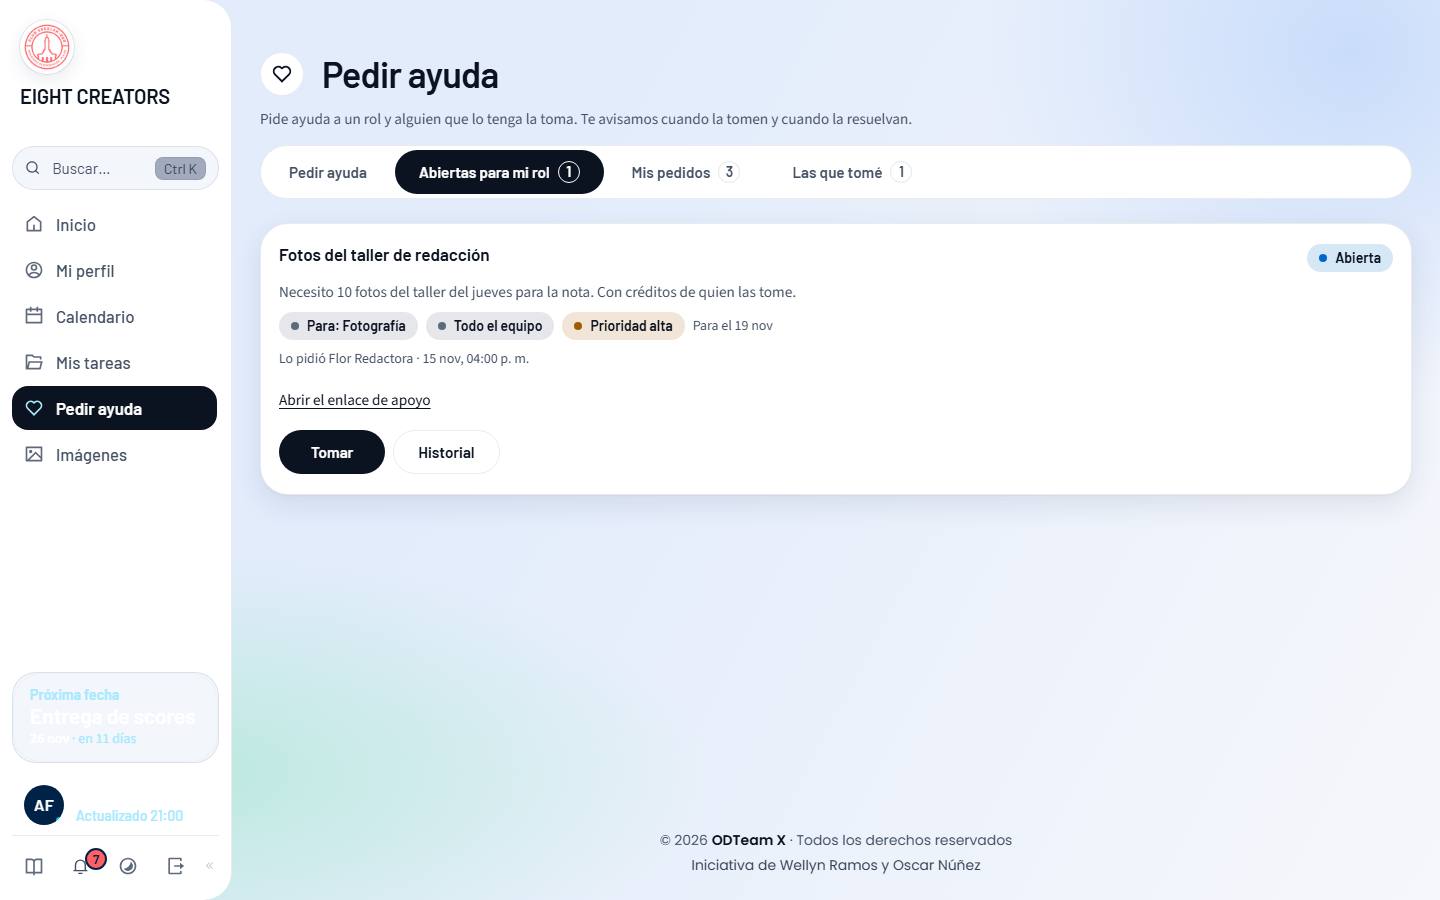 EIGHT CREATORS
Buscar...
Ctrl K
Inicio
Mi perfil
Calendario
Mis tareas
Pedir ayuda
Imágenes
Próxima fecha
Entrega de scores
26 nov · en 11 días
AF
Actualizado 21:00
7
«
Pedir ayuda
Pide ayuda a un rol y alguien que lo tenga la toma. Te avisamos cuando la tomen y cuando la resuelvan.
Pedir ayuda
Abiertas para mi rol 1
Mis pedidos 3
Las que tomé 1
Fotos del taller de redacción
Abierta
Necesito 10 fotos del taller del jueves para la nota. Con créditos de quien las tome.
Para: Fotografía
Todo el equipo
Prioridad alta
Para el 19 nov
Lo pidió Flor Redactora · 15 nov, 04:00 p. m.
Abrir el enlace de apoyo
Tomar
Historial
© 2026 ODTeam X · Todos los derechos reservados
Iniciativa de Wellyn Ramos y Oscar Núñez